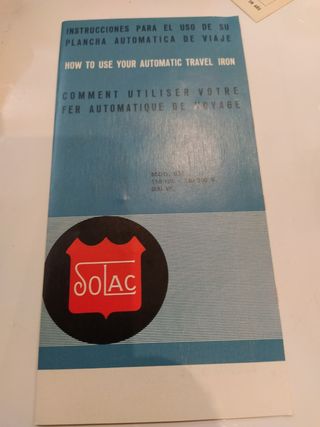 INSTRUCCIONES PARA EL USO DE SU
PLANCHA AUTOMATICA DE VIAJE
HOW TO USE YOUR AUTOMATIC TRAVEL IRON
COMMENT UTILISER VOTRE
FER AUTOMATIQUE DE VOYAGE
SOLAC